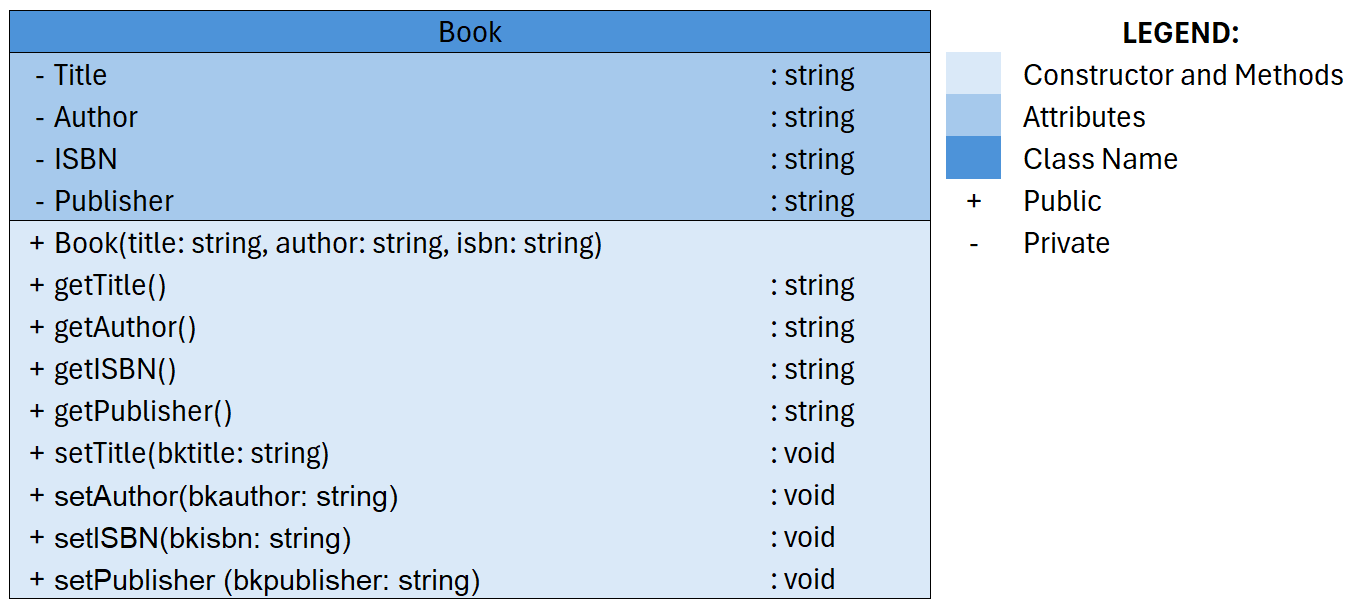 Book
- Title : string
- Author : string
- ISBN : string
- Publisher : string
+ Book(title: string, author: string, isbn: string)
+ getTitle() : string
+ getAuthor() : string
+ getISBN() : string
+ getPublisher() : string
+ setTitle(bktitle: string) : void
+ setAuthor(bkauthor: string) : void
+ setISBN(bkisbn: string) : void
+ setPublisher (bkpublisher: string) : void
LEGEND:
Constructor and Methods
Attributes
Class Name
+ Public
- Private